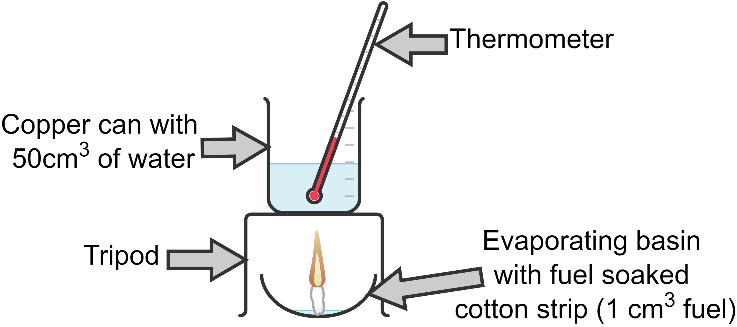 Thermometer
Copper can with
50cm³ of water
Tripod
Evaporating basin
with fuel soaked
cotton strip (1 cm³ fuel)